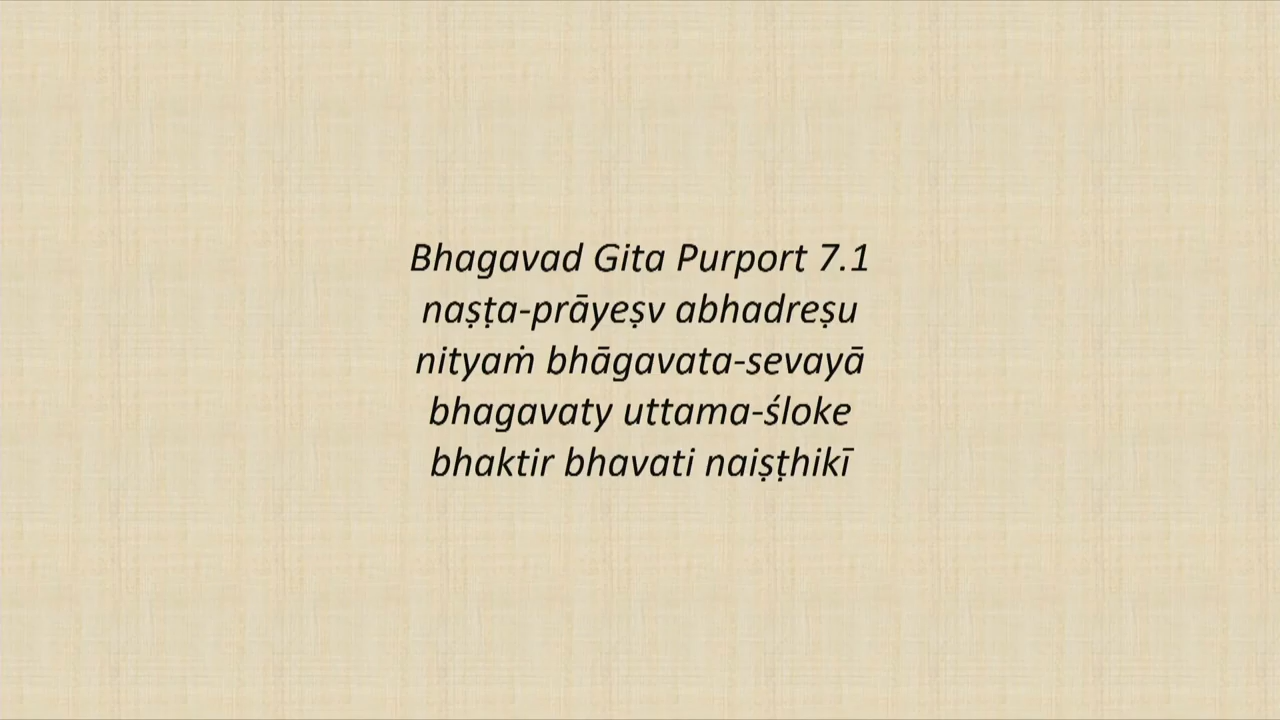 Bhagavad Gita Purport 7.1
naṣṭa-prāyeṣv abhadreṣu
nityaṁ bhāgavata-sevayā
bhagavaty uttama-śloke
bhaktir bhavati naiṣṭhikī